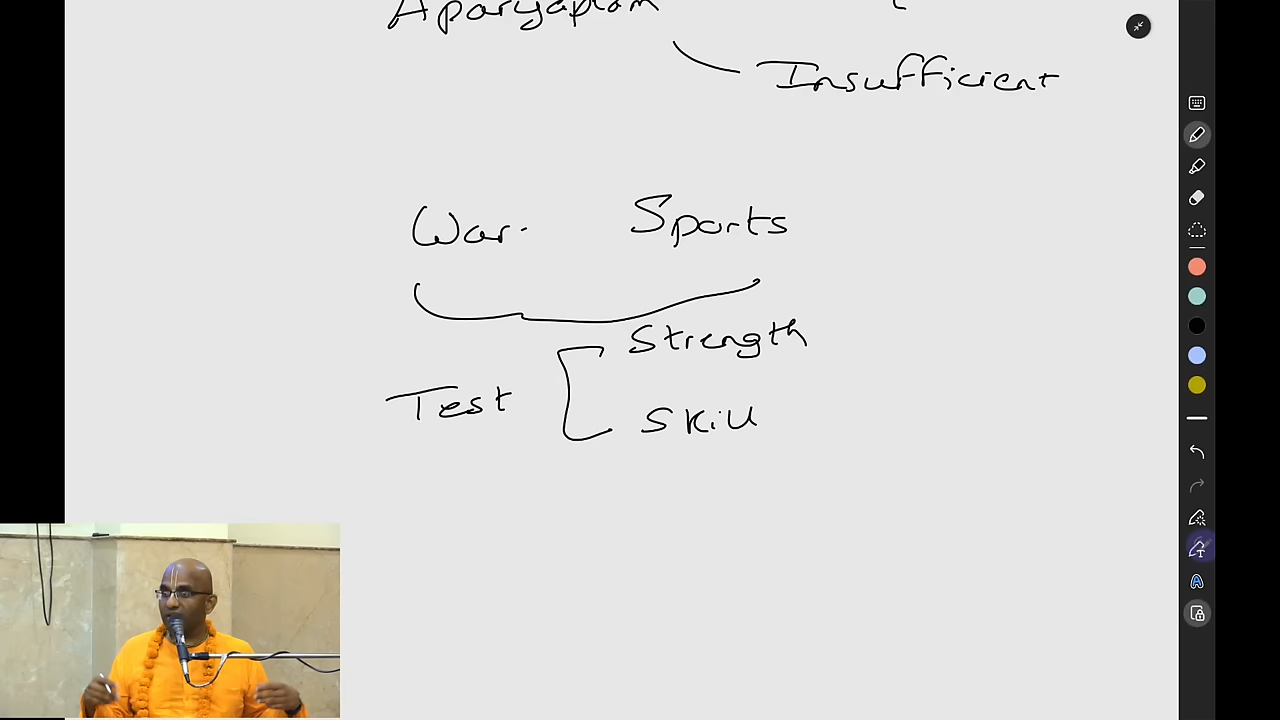 Aparyaptam
Insufficient
War. Sports
Strength
Test
Skill